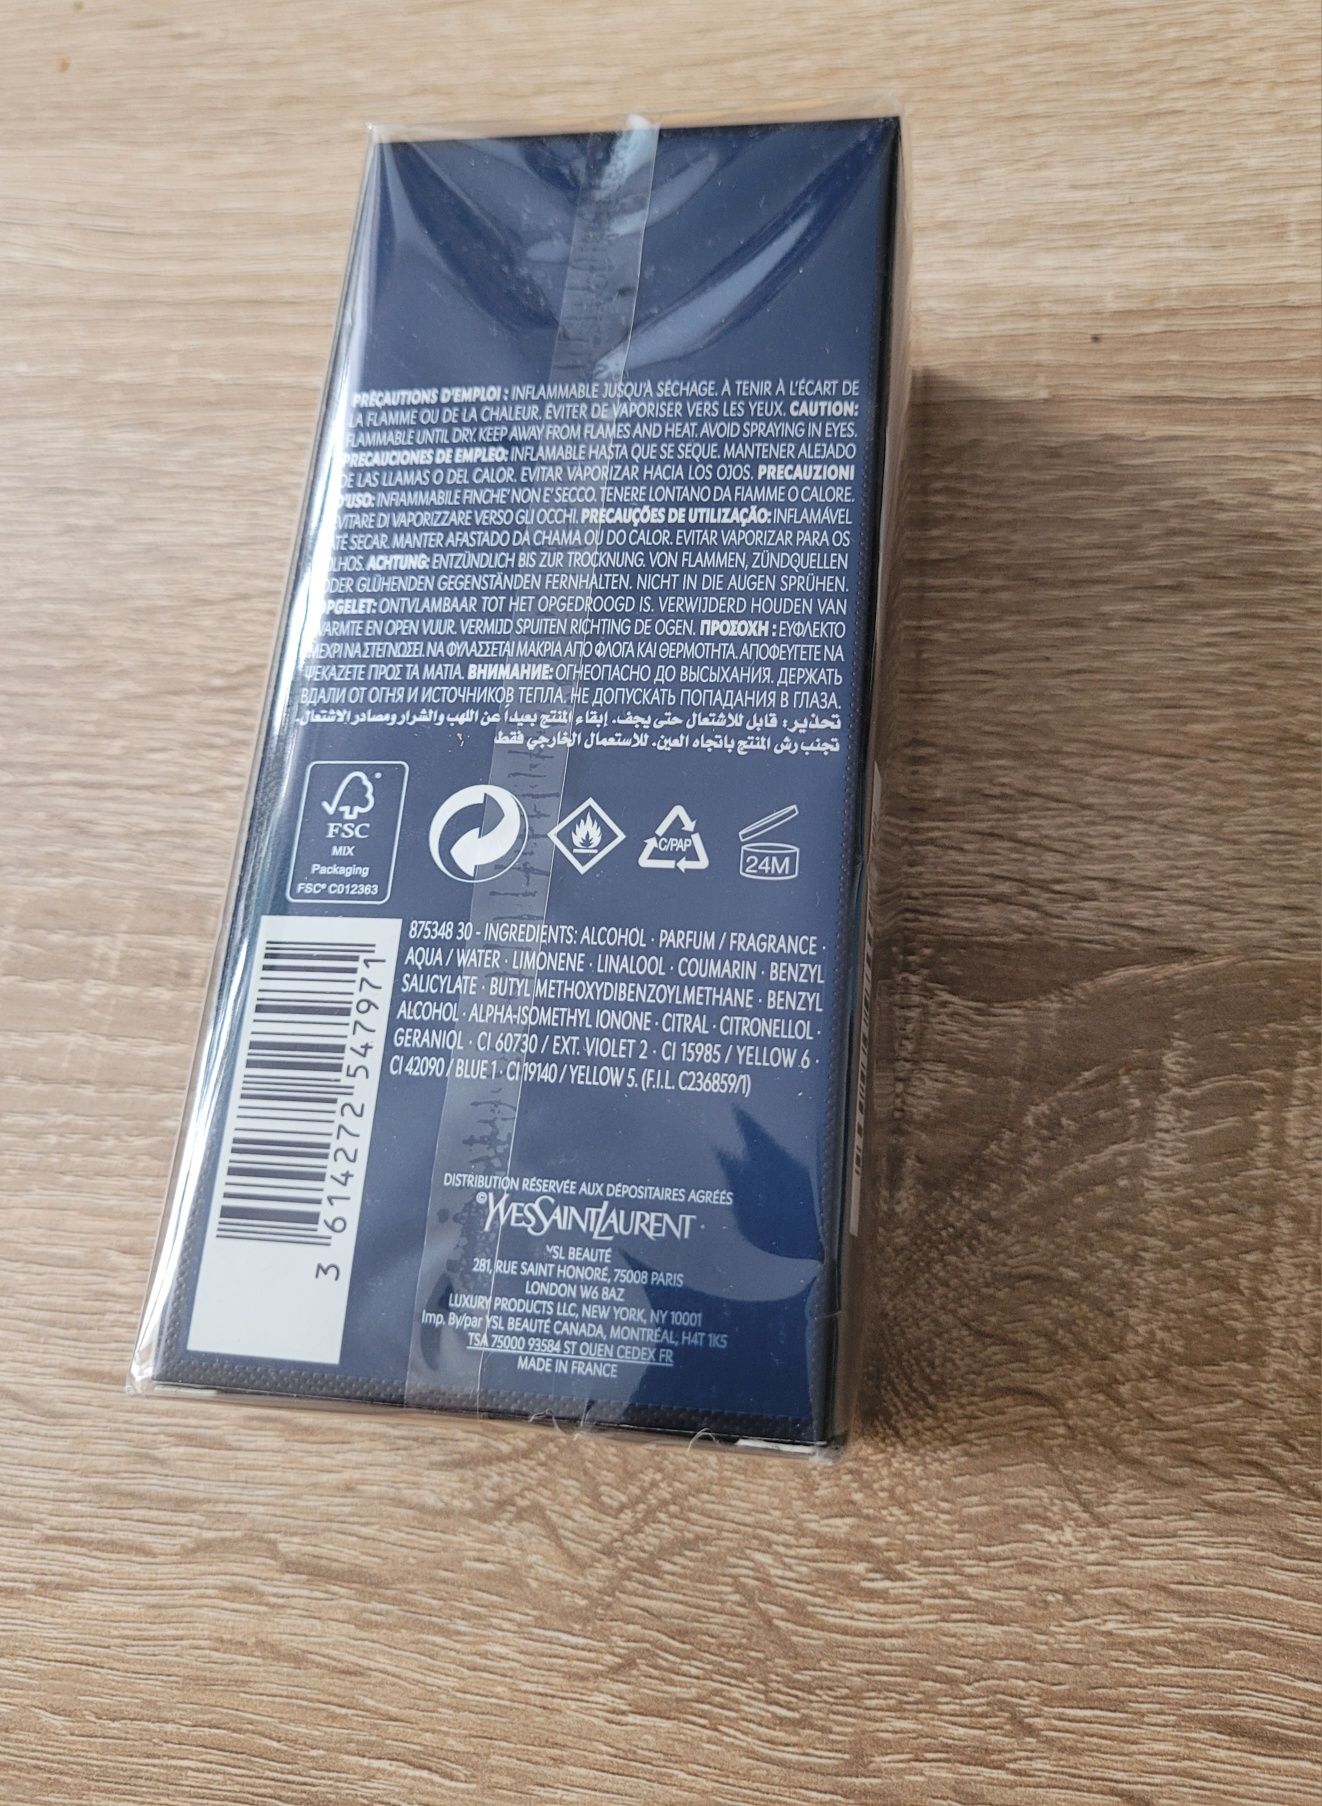 PRÉCAUTIONS D'EMPLOI : INFLAMMABLE JUSQU'À SÉCHAGE. À TENIR À L'ÉCART DE
LA FLAMME OU DE LA CHALEUR. ÉVITER DE VAPORISER VERS LES YEUX. CAUTION:
FLAMMABLE UNTIL DRY. KEEP AWAY FROM FLAMES AND HEAT. AVOID SPRAYING IN EYES.
PRECAUCIONES DE EMPLEO: INFLAMABLE HASTA QUE SE SEQUE. MANTENER ALEJADO
DE LAS LLAMAS O DEL CALOR. EVITAR VAPORIZAR HACIA LOS OJOS. PRECAUZIONI
D'USO: INFIAMMABILE FINCHE' NON E' SECCO. TENERE LONTANO DA FIAMME O CALORE.
EVITARE DI VAPORIZZARE VERSO GLI OCCHI. PRECAUÇÕES DE UTILIZAÇÃO: INFLAMÁVEL
ATÉ SECAR. MANTER AFASTADO DA CHAMA OU DO CALOR. EVITAR VAPORIZAR PARA OS
OLHOS. ACHTUNG: ENTZÜNDLICH BIS ZUR TROCKNUNG. VON FLAMMEN, ZÜNDQUELLEN
ODER GLÜHENDEN GEGENSTÄNDEN FERNHALTEN. NICHT IN DIE AUGEN SPRÜHEN.
OPGELET: ONTVLAMBAAR TOT HET OPGEDROOGD IS. VERWIJDERD HOUDEN VAN
WARMTE EN OPEN VUUR. VERMIJD SPUITEN RICHTING DE OGEN. ΠΡΟΣΟΧΗ : ΕΥΦΛΕΚΤΟ
ΜΕΧΡΙ ΝΑ ΣΤΕΓΝΩΣΕΙ. ΝΑ ΦΥΛΑΣΣΕΤΑΙ ΜΑΚΡΙΑ ΑΠΟ ΦΛΟΓΑ ΚΑΙ ΘΕΡΜΟΤΗΤΑ. ΑΠΟΦΕΥΓΕΤΕ ΝΑ
ΨΕΚΑΖΕΤΕ ΠΡΟΣ ΤΑ ΜΑΤΙΑ. ВНИМАНИЕ: ОГНЕОПАСНО ДО ВЫСЫХАНИЯ. ДЕРЖАТЬ
ВДАЛИ ОТ ОГНЯ И ИСТОЧНИКОВ ТЕПЛА. НЕ ДОПУСКАТЬ ПОПАДАНИЯ В ГЛАЗА.
تحذير: قابل للاشتعال حتى يجف. إبقاء المنتج بعيداً عن اللهب والشرار ومصادر الاشتعال.
تجنب رش المنتج باتجاه العين. للاستعمال الخارجي فقط
FSC
MIX
Packaging
FSC® C012363
C/PAP
24M
875348 30 - INGREDIENTS: ALCOHOL · PARFUM / FRAGRANCE ·
AQUA / WATER · LIMONENE · LINALOOL · COUMARIN · BENZYL
SALICYLATE · BUTYL METHOXYDIBENZOYLMETHANE · BENZYL
ALCOHOL · ALPHA-ISOMETHYL IONONE · CITRAL · CITRONELLOL ·
GERANIOL · CI 60730 / EXT. VIOLET 2 · CI 15985 / YELLOW 6 ·
CI 42090 / BLUE 1 · CI 19140 / YELLOW 5. (F.I.L. C236859/1)
3 614272 547971
DISTRIBUTION RÉSERVÉE AUX DÉPOSITAIRES AGRÉÉS
© YVESSAINTLAURENT
YSL BEAUTÉ
281, RUE SAINT HONORÉ, 75008 PARIS
LONDON W6 8AZ
LUXURY PRODUCTS LLC, NEW YORK, NY 10001
Imp. By/par YSL BEAUTÉ CANADA, MONTRÉAL, H4T 1K5
TSA 75000 93584 ST OUEN CEDEX FR
MADE IN FRANCE